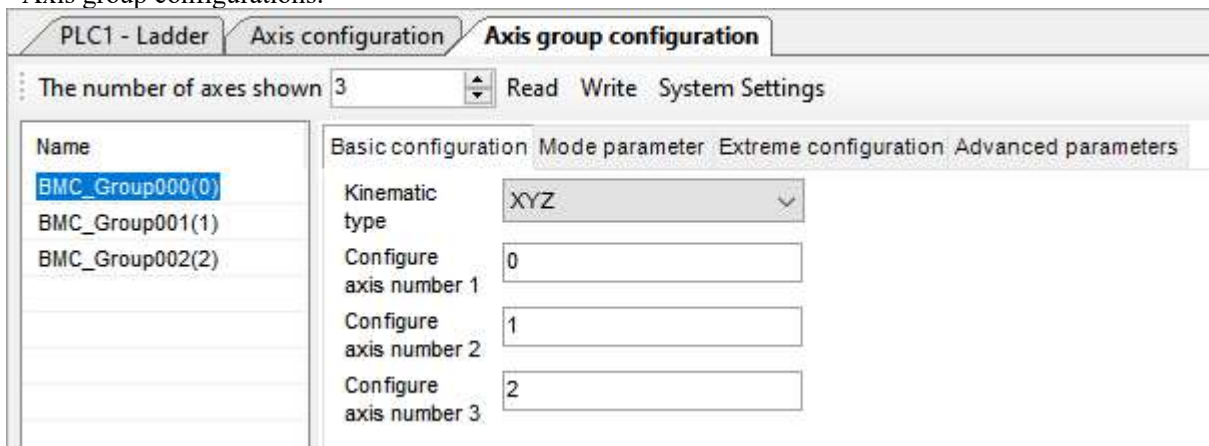 Axis group configurations:
PLC1 - Ladder Axis configuration Axis group configuration
The number of axes shown 3 Read Write System Settings
Name
BMC_Group000(0)
BMC_Group001(1)
BMC_Group002(2)
Basic configuration Mode parameter Extreme configuration Advanced parameters
Kinematic
type
XYZ
Configure
axis number 1
0
Configure
axis number 2
1
Configure
axis number 3
2